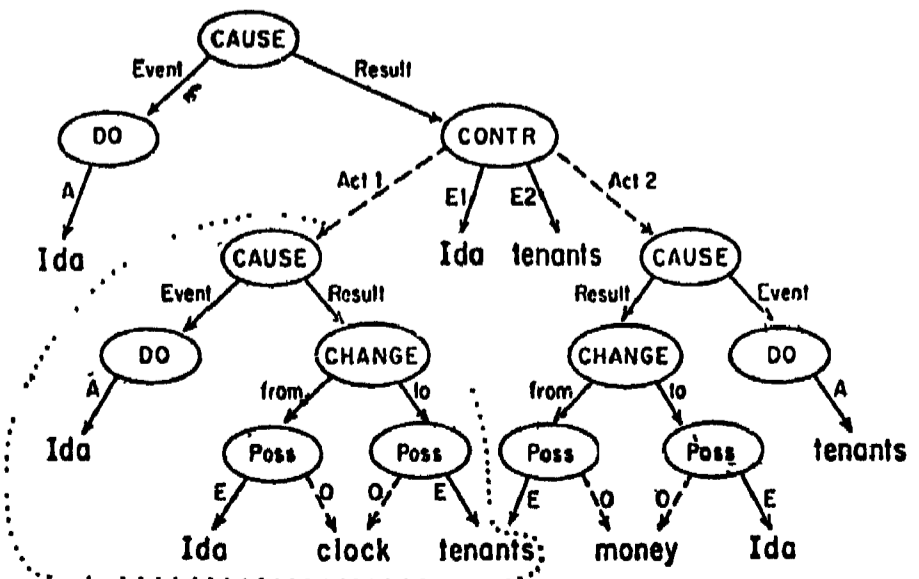 CAUSE
Event Result
DO CONTR
A Act 1 E1 E2 Act 2
Ida CAUSE Ida tenants CAUSE
Event Result Result Event
DO CHANGE CHANGE DO
A from to from to A
Ida Poss Poss Poss Poss tenants
E O O E E O O E
Ida clock tenants money Ida